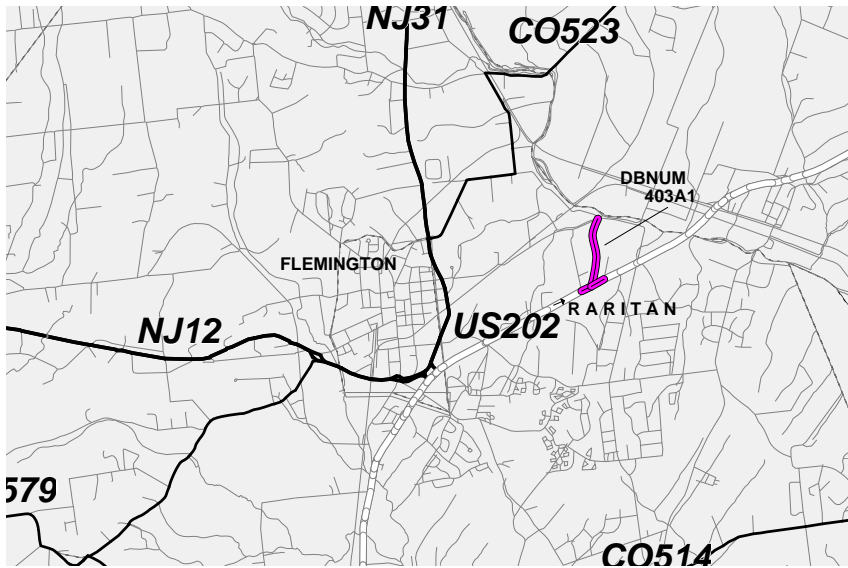 NJ31
CO523
DBNUM
403A1
FLEMINGTON
RARITAN
NJ12
US202
579
CO514